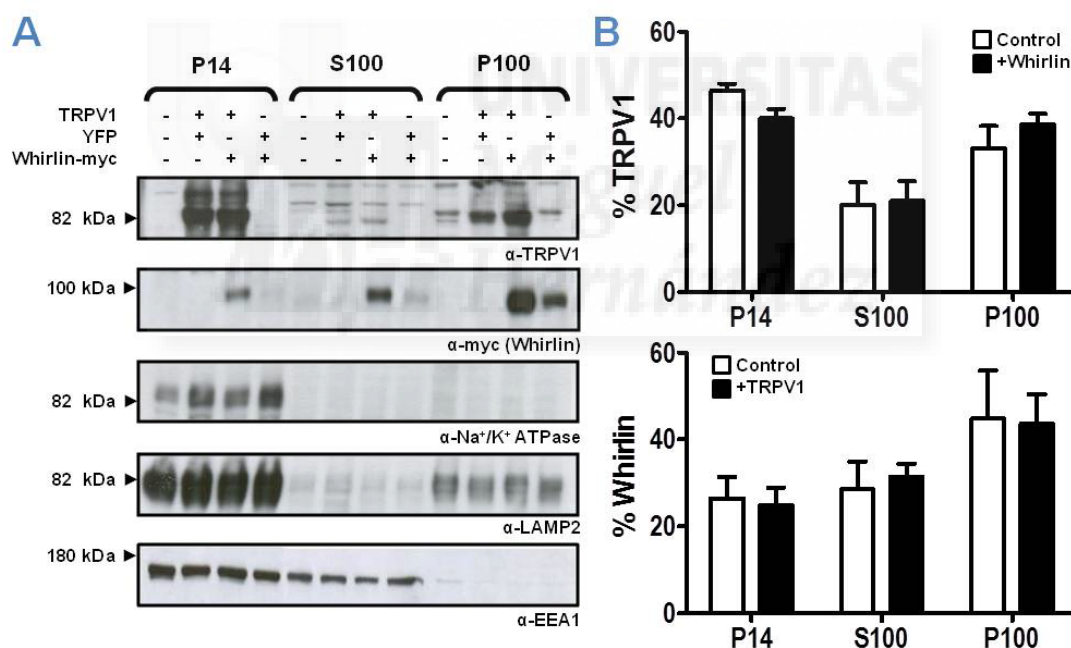 A
P14 S100 P100
TRPV1 - + + - - + + - - + + -
YFP - + - + - + - + - + - +
Whirlin-myc - - + + - - + + - - + +
82 kDa
α-TRPV1
100 kDa
α-myc (Whirlin)
82 kDa
α-Na⁺/K⁺ ATPase
82 kDa
α-LAMP2
180 kDa
α-EEA1
B
UNIVERSITAS
Miguel
Hernández
% TRPV1
60
40
20
0
Control
+Whirlin
P14 S100 P100
% Whirlin
60
40
20
0
Control
+TRPV1
P14 S100 P100